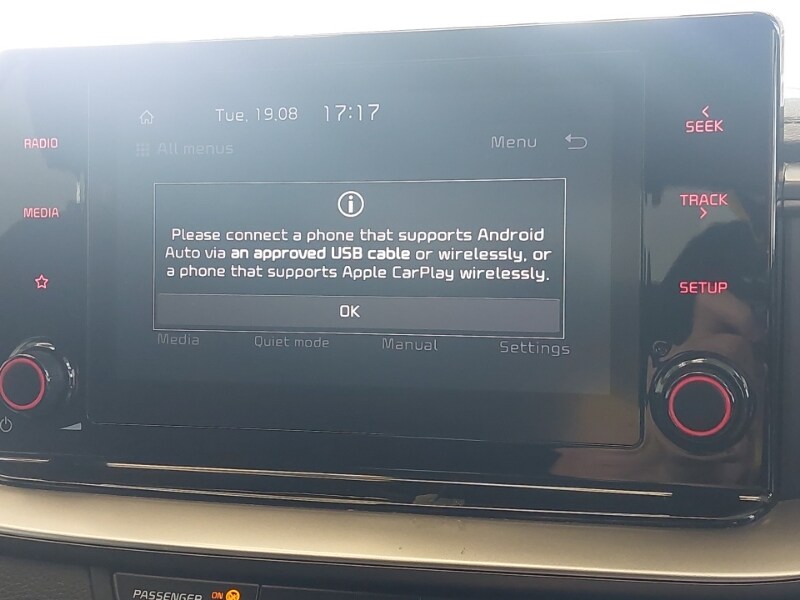 Tue, 19.08 17:17
RADIO
All menus
Menu
SEEK
MEDIA
TRACK
Please connect a phone that supports Android
Auto via an approved USB cable or wirelessly, or
a phone that supports Apple CarPlay wirelessly.
SETUP
OK
Media
Quiet mode
Manual
Settings
PASSENGER ON